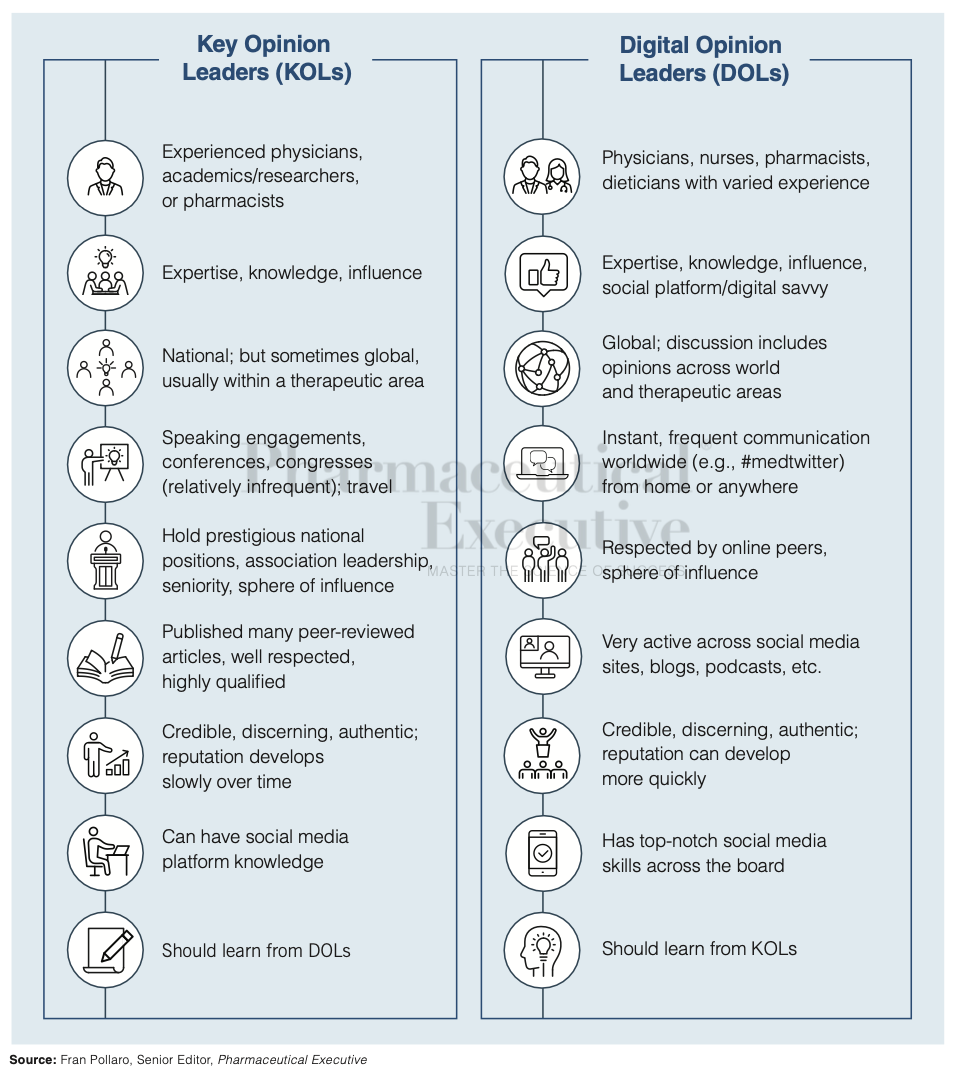 Key Opinion
Leaders (KOLs)
Experienced physicians,
academics/researchers,
or pharmacists
Expertise, knowledge, influence
National; but sometimes global,
usually within a therapeutic area
Speaking engagements,
conferences, congresses
(relatively infrequent); travel
Hold prestigious national
positions, association leadership,
seniority, sphere of influence
Published many peer-reviewed
articles, well respected,
highly qualified
Credible, discerning, authentic;
reputation develops
slowly over time
Can have social media
platform knowledge
Should learn from DOLs
Digital Opinion
Leaders (DOLs)
Physicians, nurses, pharmacists,
dieticians with varied experience
Expertise, knowledge, influence,
social platform/digital savvy
Global; discussion includes
opinions across world
and therapeutic areas
Instant, frequent communication
worldwide (e.g., #medtwitter)
from home or anywhere
Respected by online peers,
sphere of influence
Very active across social media
sites, blogs, podcasts, etc.
Credible, discerning, authentic;
reputation can develop
more quickly
Has top-notch social media
skills across the board
Should learn from KOLs
Pharmaceutical
Executive
MASTER THE SCIENCE OF SUCCESS
Source: Fran Pollaro, Senior Editor, Pharmaceutical Executive